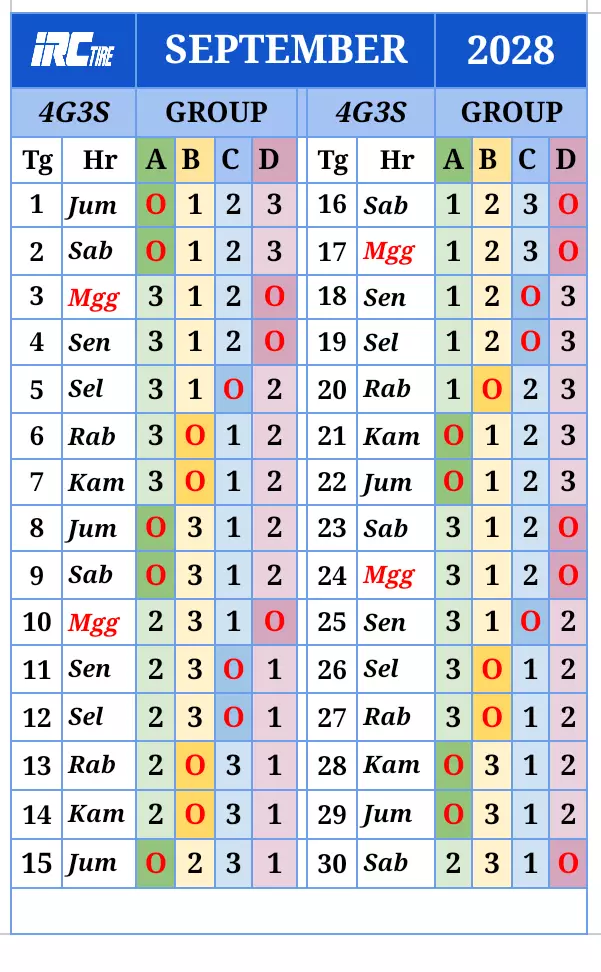 iRC TIRE SEPTEMBER 2028
4G3S GROUP 4G3S GROUP
Tg Hr A B C D Tg Hr A B C D
1 Jum O 1 2 3 16 Sab 1 2 3 O
2 Sab O 1 2 3 17 Mgg 1 2 3 O
3 Mgg 3 1 2 O 18 Sen 1 2 O 3
4 Sen 3 1 2 O 19 Sel 1 2 O 3
5 Sel 3 1 O 2 20 Rab 1 O 2 3
6 Rab 3 O 1 2 21 Kam O 1 2 3
7 Kam 3 O 1 2 22 Jum O 1 2 3
8 Jum O 3 1 2 23 Sab 3 1 2 O
9 Sab O 3 1 2 24 Mgg 3 1 2 O
10 Mgg 2 3 1 O 25 Sen 3 1 O 2
11 Sen 2 3 O 1 26 Sel 3 O 1 2
12 Sel 2 3 O 1 27 Rab 3 O 1 2
13 Rab 2 O 3 1 28 Kam O 3 1 2
14 Kam 2 O 3 1 29 Jum O 3 1 2
15 Jum O 2 3 1 30 Sab 2 3 1 O